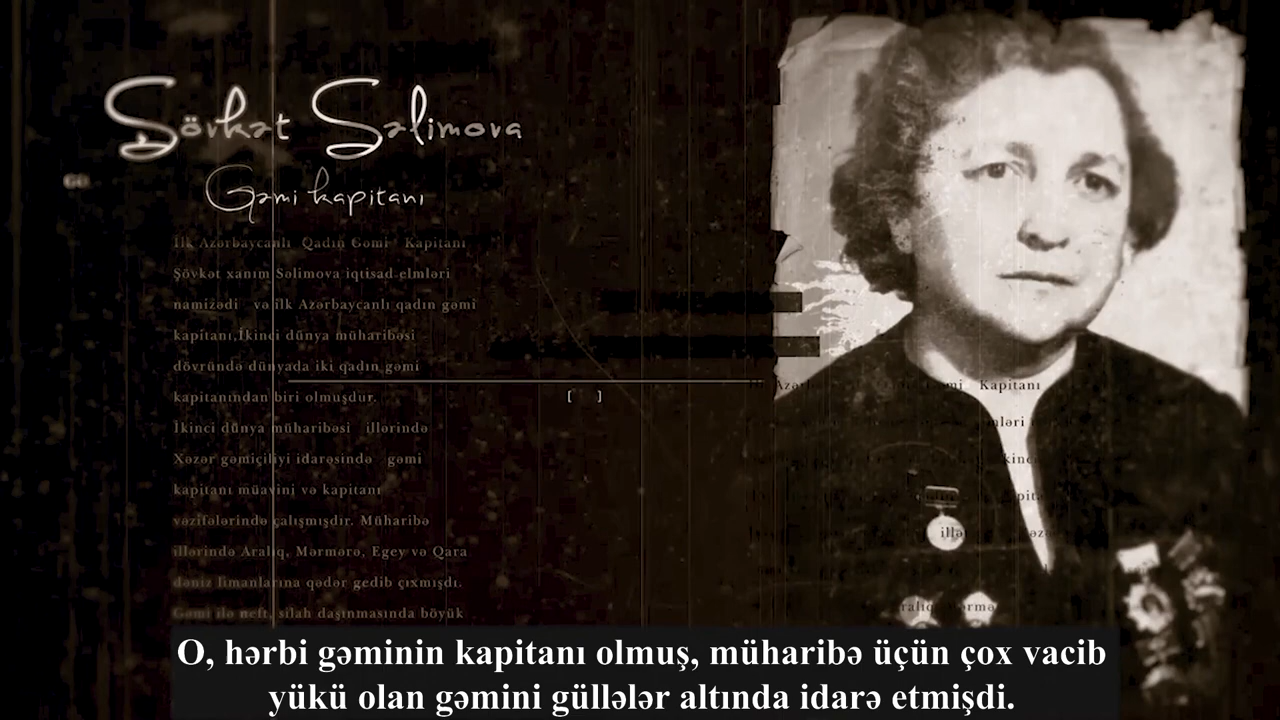 Şövkət Səlimova
Gəmi kapitanı
İlk Azərbaycanlı Qadın Gəmi Kapitanı
Şövkət xanım Səlimova iqtisad elmləri
namizədi və ilk Azərbaycanlı qadın gəmi
kapitanı,İkinci dünya müharibəsi
dövründə dünyada iki qadın gəmi
kapitanından biri olmuşdur.
İkinci dünya müharibəsi illərində
Xəzər gəmiçiliyi idarəsində gəmi
kapitanı müavini və kapitanı
vəzifələrində çalışmışdır. Müharibə
illərində Aralıq, Mərmərə, Egey və Qara
dəniz limanlarına qədər gedib çıxmışdı.
Gəmi ilə neft, silah daşınmasında böyük
[ ]
Kapitanı
O, hərbi gəminin kapitanı olmuş, müharibə üçün çox vacib
yükü olan gəmini güllələr altında idarə etmişdi.